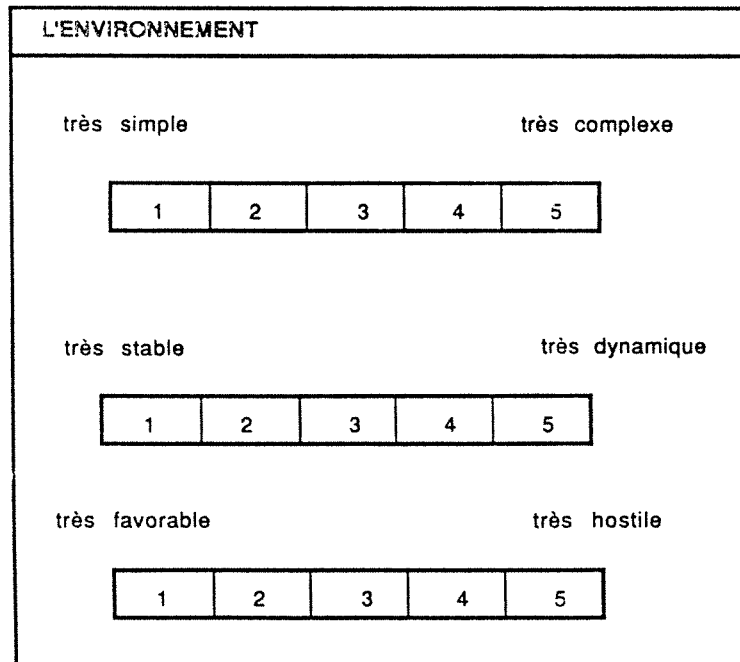 L'ENVIRONNEMENT
très simple très complexe
1 2 3 4 5
très stable très dynamique
1 2 3 4 5
très favorable très hostile
1 2 3 4 5